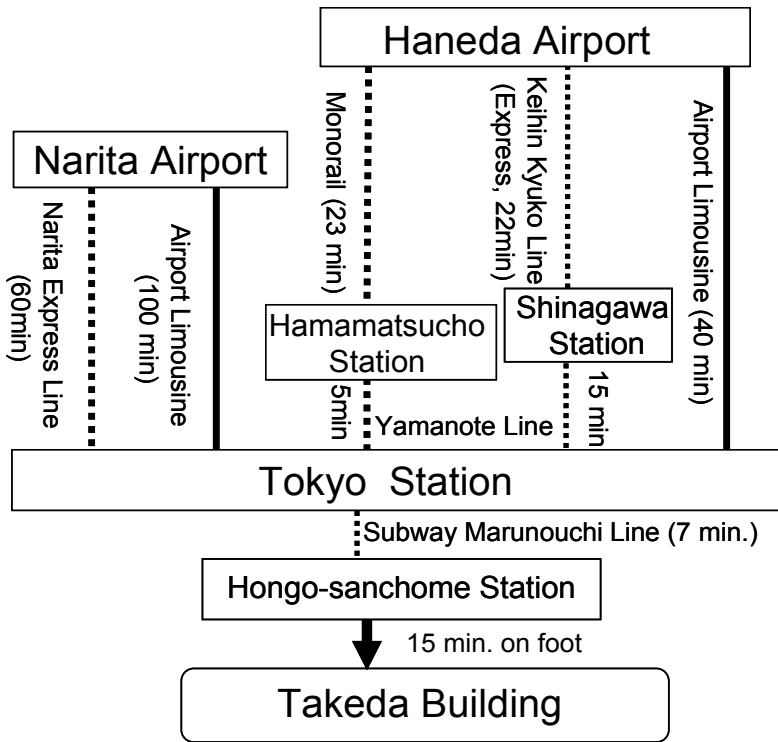 Haneda Airport
Narita Airport
Narita Express Line
(60min)
Airport Limousine
(100 min)
Monorail (23 min)
Keihin Kyuko Line
(Express, 22min)
Airport Limousine (40 min)
Hamamatsucho
Station
Shinagawa
Station
5min
Yamanote Line
15 min
Tokyo Station
Subway Marunouchi Line (7 min.)
Hongo-sanchome Station
15 min. on foot
Takeda Building